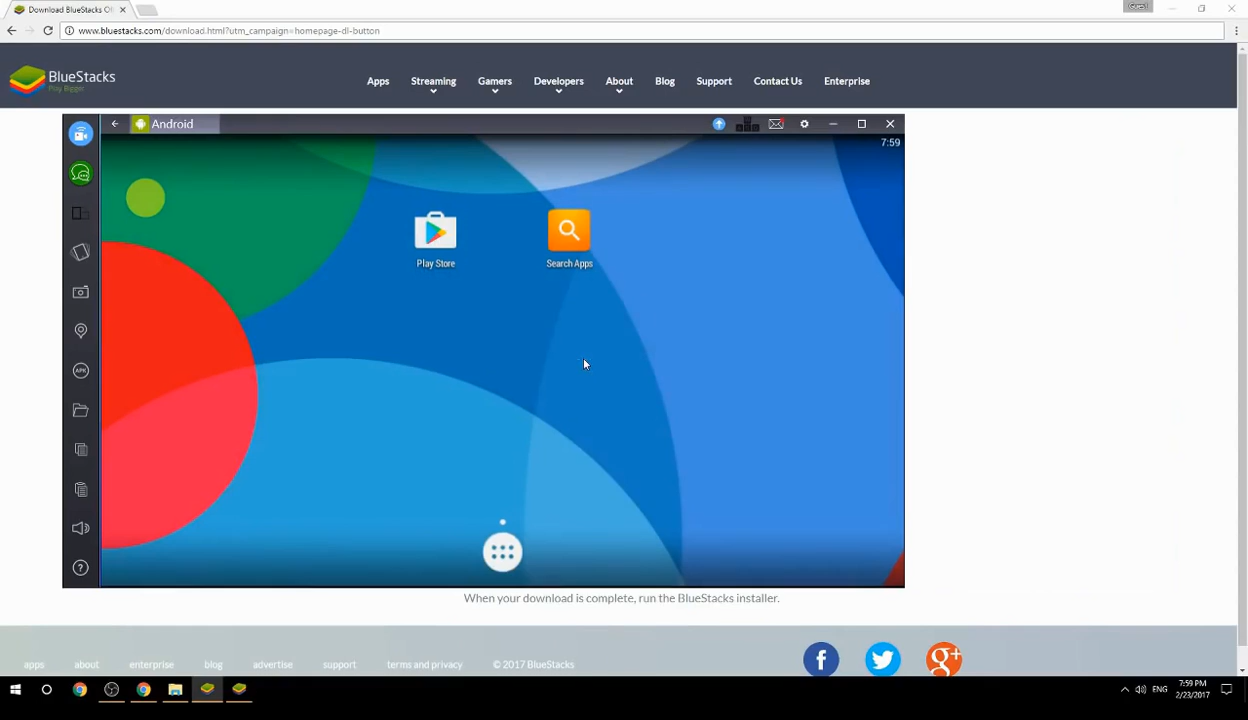 Download BlueStacks Of
Guest
www.bluestacks.com/download.html?utm_campaign=homepage-dl-button
BlueStacks
Play Bigger
Apps
Streaming
Gamers
Developers
About
Blog
Support
Contact Us
Enterprise
Android
7:59
Play Store
Search Apps
APK
?
When your download is complete, run the BlueStacks installer.
apps
about
enterprise
blog
advertise
support
terms and privacy
© 2017 BlueStacks
f
g+
ENG
7:59 PM
2/23/2017